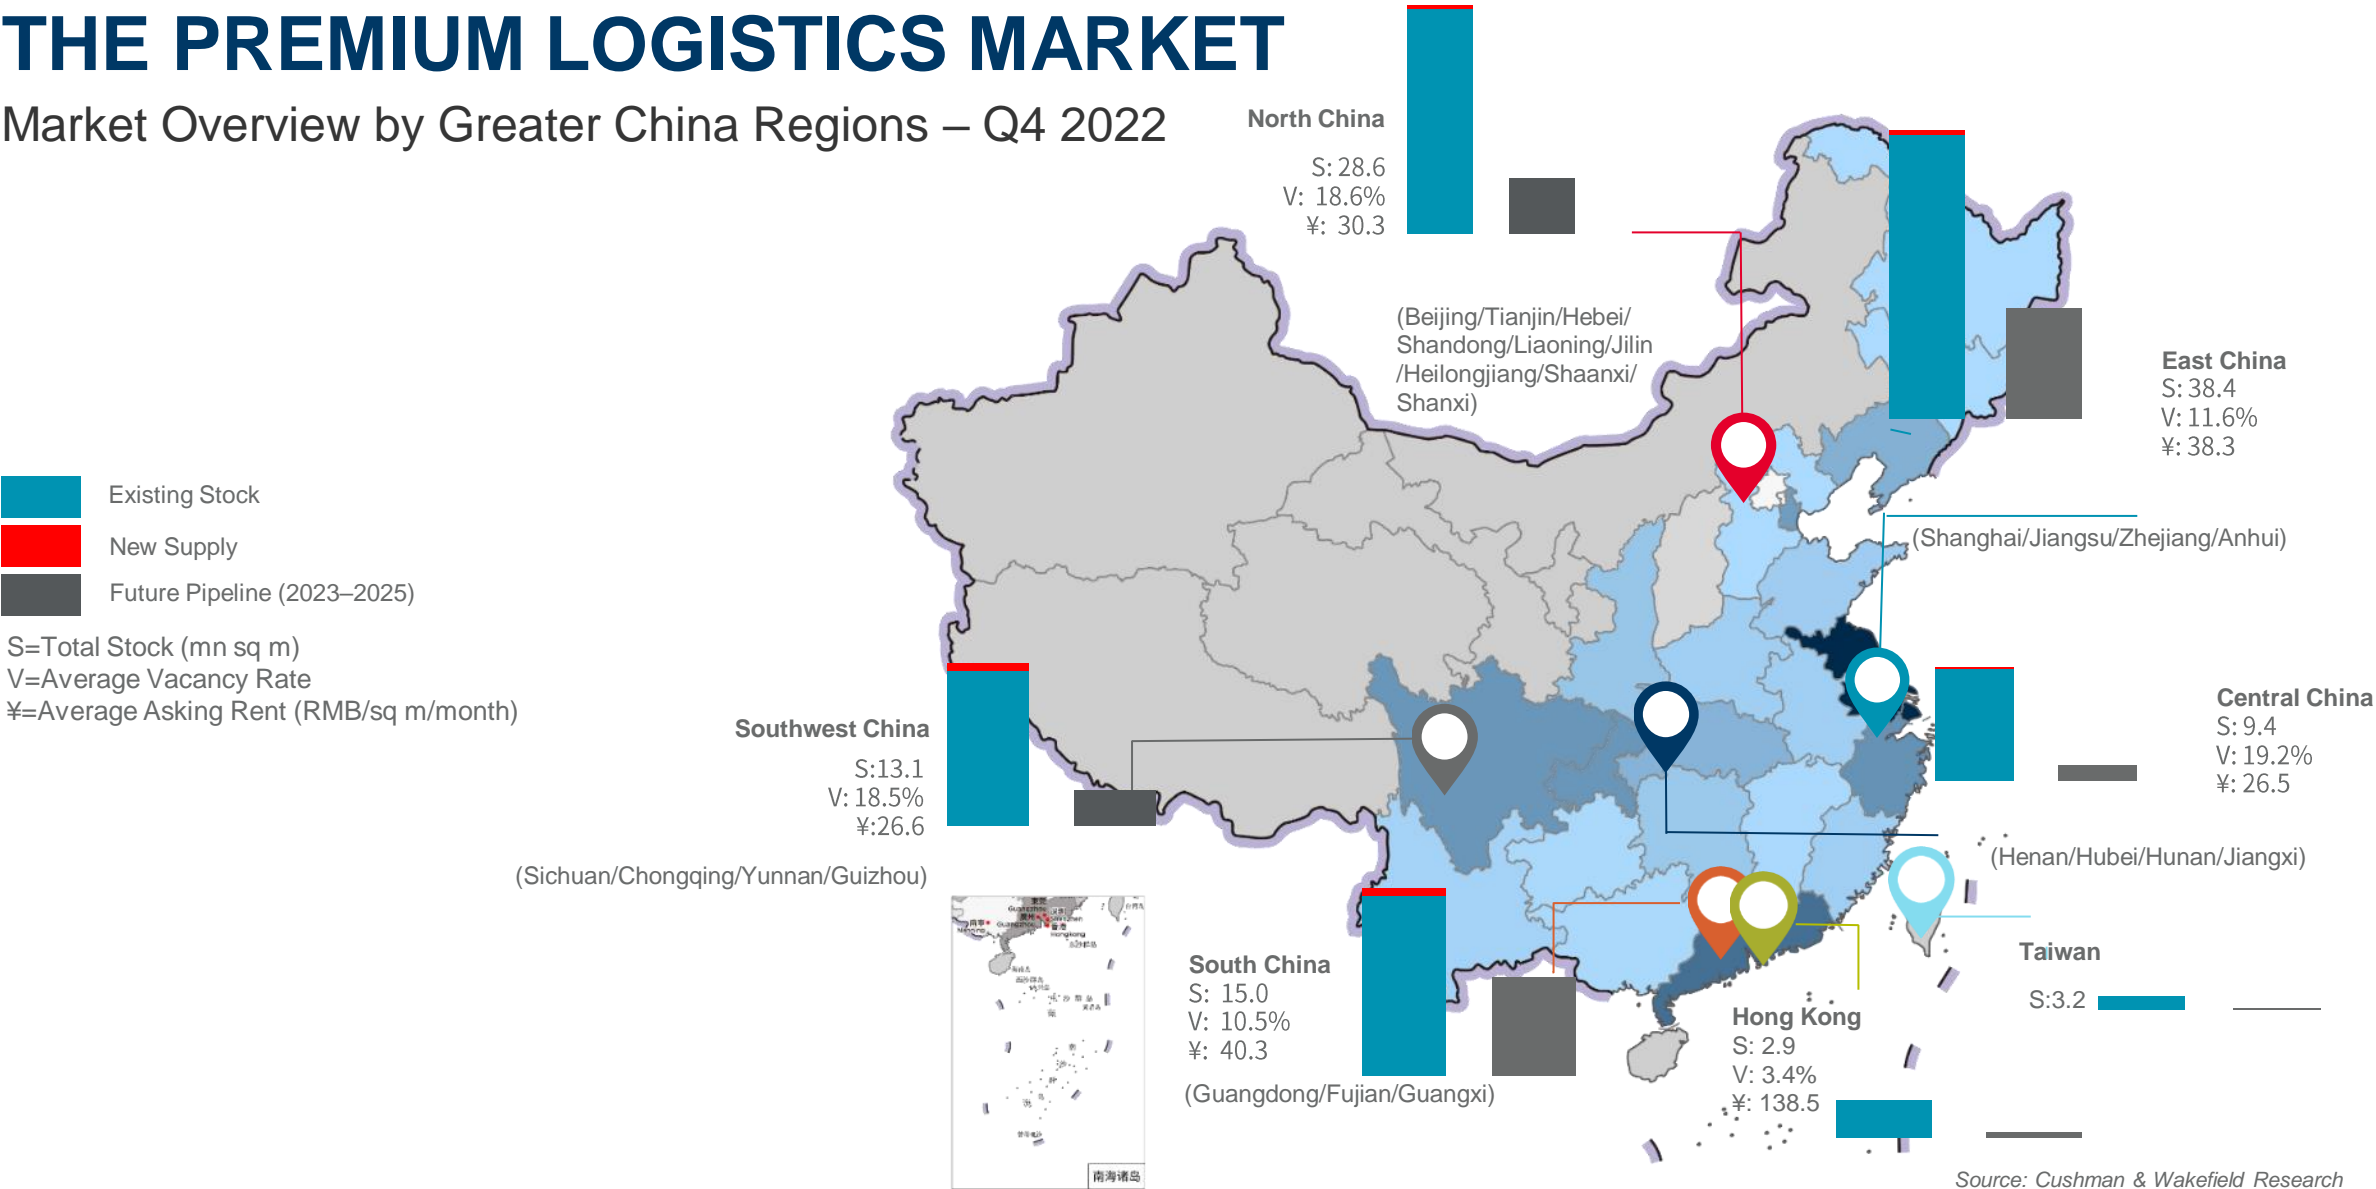 THE PREMIUM LOGISTICS MARKET
Market Overview by Greater China Regions – Q4 2022
North China
S: 28.6
V: 18.6%
¥: 30.3
(Beijing/Tianjin/Hebei/
Shandong/Liaoning/Jilin
/Heilongjiang/Shaanxi/
Shanxi)
East China
S: 38.4
V: 11.6%
¥: 38.3
(Shanghai/Jiangsu/Zhejiang/Anhui)
Existing Stock
New Supply
Future Pipeline (2023–2025)
S=Total Stock (mn sq m)
V=Average Vacancy Rate
¥=Average Asking Rent (RMB/sq m/month)
Southwest China
S:13.1
V: 18.5%
¥:26.6
(Sichuan/Chongqing/Yunnan/Guizhou)
Central China
S: 9.4
V: 19.2%
¥: 26.5
(Henan/Hubei/Hunan/Jiangxi)
South China
S: 15.0
V: 10.5%
¥: 40.3
(Guangdong/Fujian/Guangxi)
Taiwan
S:3.2
Hong Kong
S: 2.9
V: 3.4%
¥: 138.5
南海诸岛
Source: Cushman & Wakefield Research